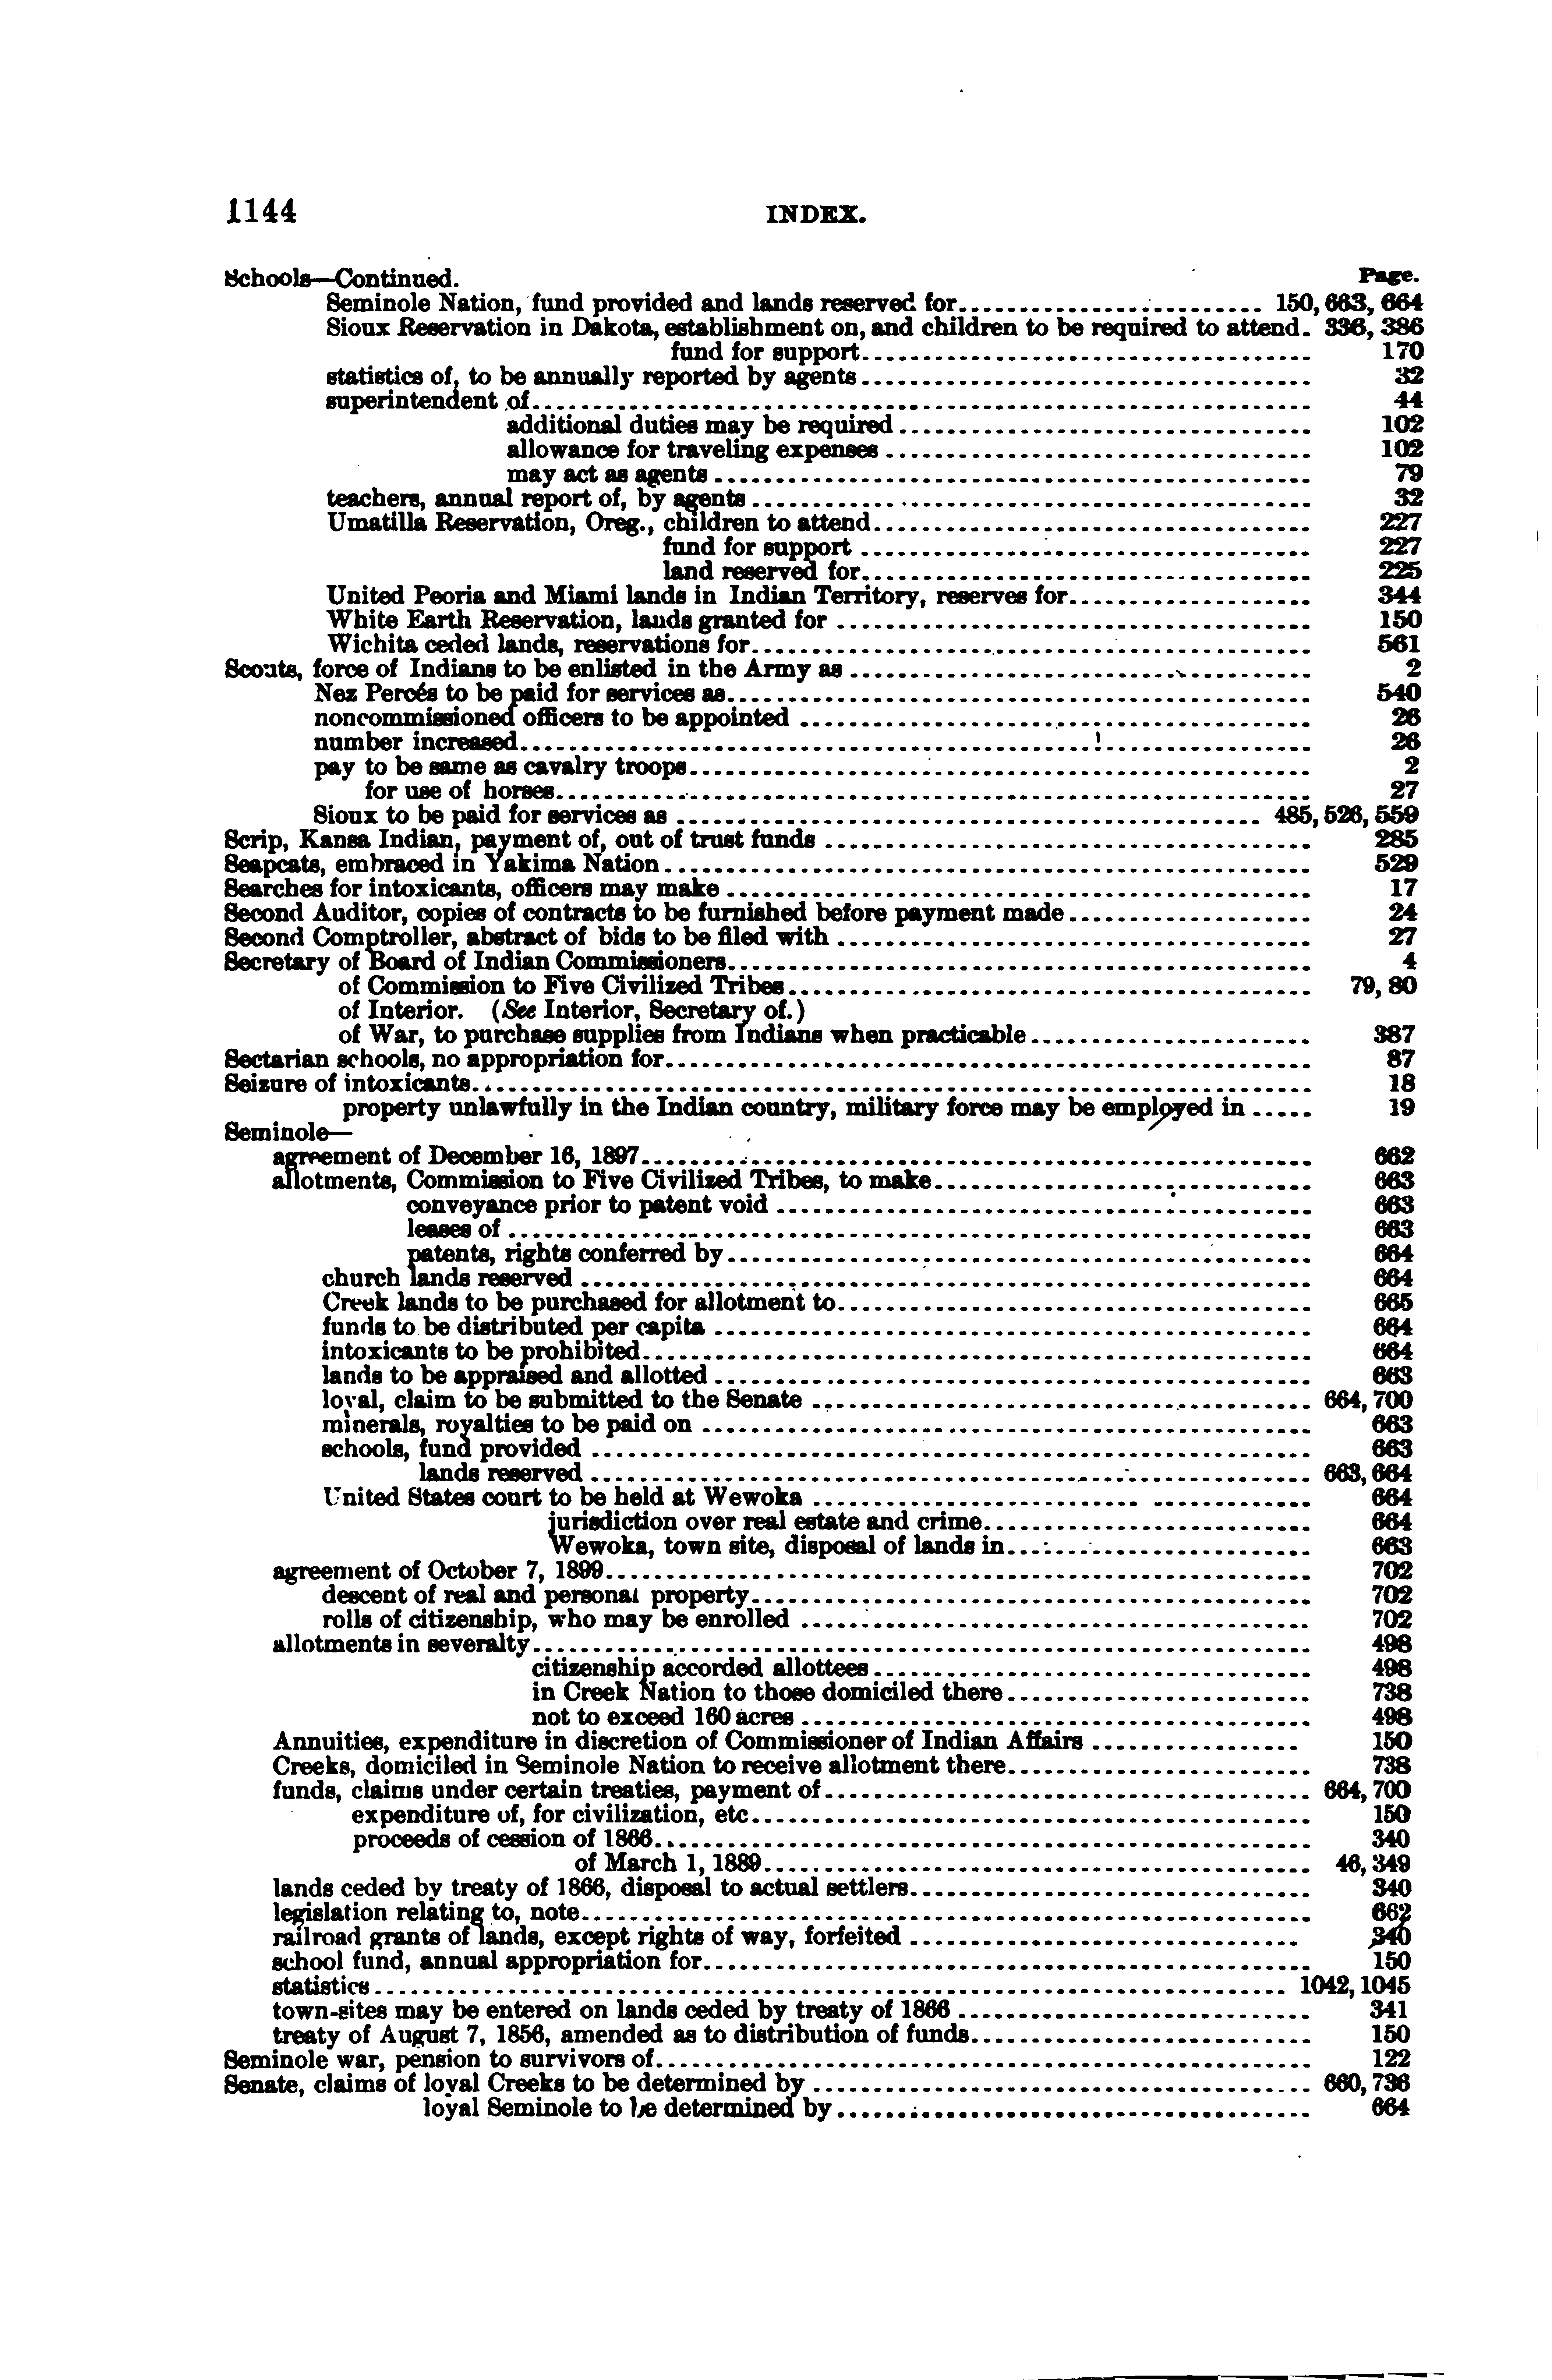 1144 INDEX.
Schools—Continued. Page.
Seminole Nation, fund provided and lands reserved for.......................... 150, 663, 664
Sioux Reservation in Dakota, establishment on, and children to be required to attend. 336, 386
fund for support..................................... 170
statistics of, to be annually reported by agents..................................... 32
superintendent of..................................... 44
additional duties may be required..................................... 102
allowance for traveling expenses..................................... 102
may act as agents..................................... 79
teachers, annual report of, by agents..................................... 32
Umatilla Reservation, Oreg., children to attend..................................... 227
fund for support..................................... 227
land reserved for..................................... 225
United Peoria and Miami lands in Indian Territory, reserves for.................... 344
White Earth Reservation, lands granted for..................................... 150
Wichita ceded lands, reservations for..................................... 561
Scouts, force of Indians to be enlisted in the Army as..................................... 2
Nez Percés to be paid for services as..................................... 540
noncommissioned officers to be appointed..................................... 26
number increased..................................... 26
pay to be same as cavalry troops..................................... 2
for use of horses..................................... 27
Sioux to be paid for services as..................................... 485, 526, 559
Scrip, Kansa Indian, payment of, out of trust funds..................................... 285
Seapcats, embraced in Yakima Nation..................................... 529
Searches for intoxicants, officers may make..................................... 17
Second Auditor, copies of contracts to be furnished before payment made.................... 24
Second Comptroller, abstract of bids to be filed with..................................... 27
Secretary of Board of Indian Commissioners..................................... 4
of Commission to Five Civilized Tribes..................................... 79, 80
of Interior. (See Interior, Secretary of.)
of War, to purchase supplies from Indians when practicable....................... 387
Sectarian schools, no appropriation for..................................... 87
Seizure of intoxicants..................................... 18
property unlawfully in the Indian country, military force may be employed in..... 19
Seminole—
agreement of December 16, 1897..................................... 662
allotments, Commission to Five Civilized Tribes, to make............................... 663
conveyance prior to patent void..................................... 663
leases of..................................... 663
patents, rights conferred by..................................... 664
church lands reserved..................................... 664
Creek lands to be purchased for allotment to..................................... 665
funds to be distributed per capita..................................... 664
intoxicants to be prohibited..................................... 664
lands to be appraised and allotted..................................... 663
loyal, claim to be submitted to the Senate..................................... 664, 700
minerals, royalties to be paid on..................................... 663
schools, fund provided..................................... 663
lands reserved..................................... 663, 664
United States court to be held at Wewoka..................................... 664
jurisdiction over real estate and crime........................... 664
Wewoka, town site, disposal of lands in......................... 663
agreement of October 7, 1899..................................... 702
descent of real and personal property..................................... 702
rolls of citizenship, who may be enrolled..................................... 702
allotments in severalty..................................... 498
citizenship accorded allottees..................................... 498
in Creek Nation to those domiciled there......................... 738
not to exceed 160 acres..................................... 498
Annuities, expenditure in discretion of Commissioner of Indian Affairs................. 150
Creeks, domiciled in Seminole Nation to receive allotment there......................... 738
funds, claims under certain treaties, payment of..................................... 664, 700
expenditure of, for civilization, etc..................................... 150
proceeds of cession of 1866..................................... 340
of March 1, 1889..................................... 46, 349
lands ceded by treaty of 1866, disposal to actual settlers................................. 340
legislation relating to, note..................................... 662
railroad grants of lands, except rights of way, forfeited................................ 340
school fund, annual appropriation for..................................... 150
statistics..................................... 1042, 1045
town-sites may be entered on lands ceded by treaty of 1866............................. 341
treaty of August 7, 1856, amended as to distribution of funds............................ 150
Seminole war, pension to survivors of..................................... 122
Senate, claims of loyal Creeks to be determined by..................................... 660, 736
loyal Seminole to be determined by..................................... 664